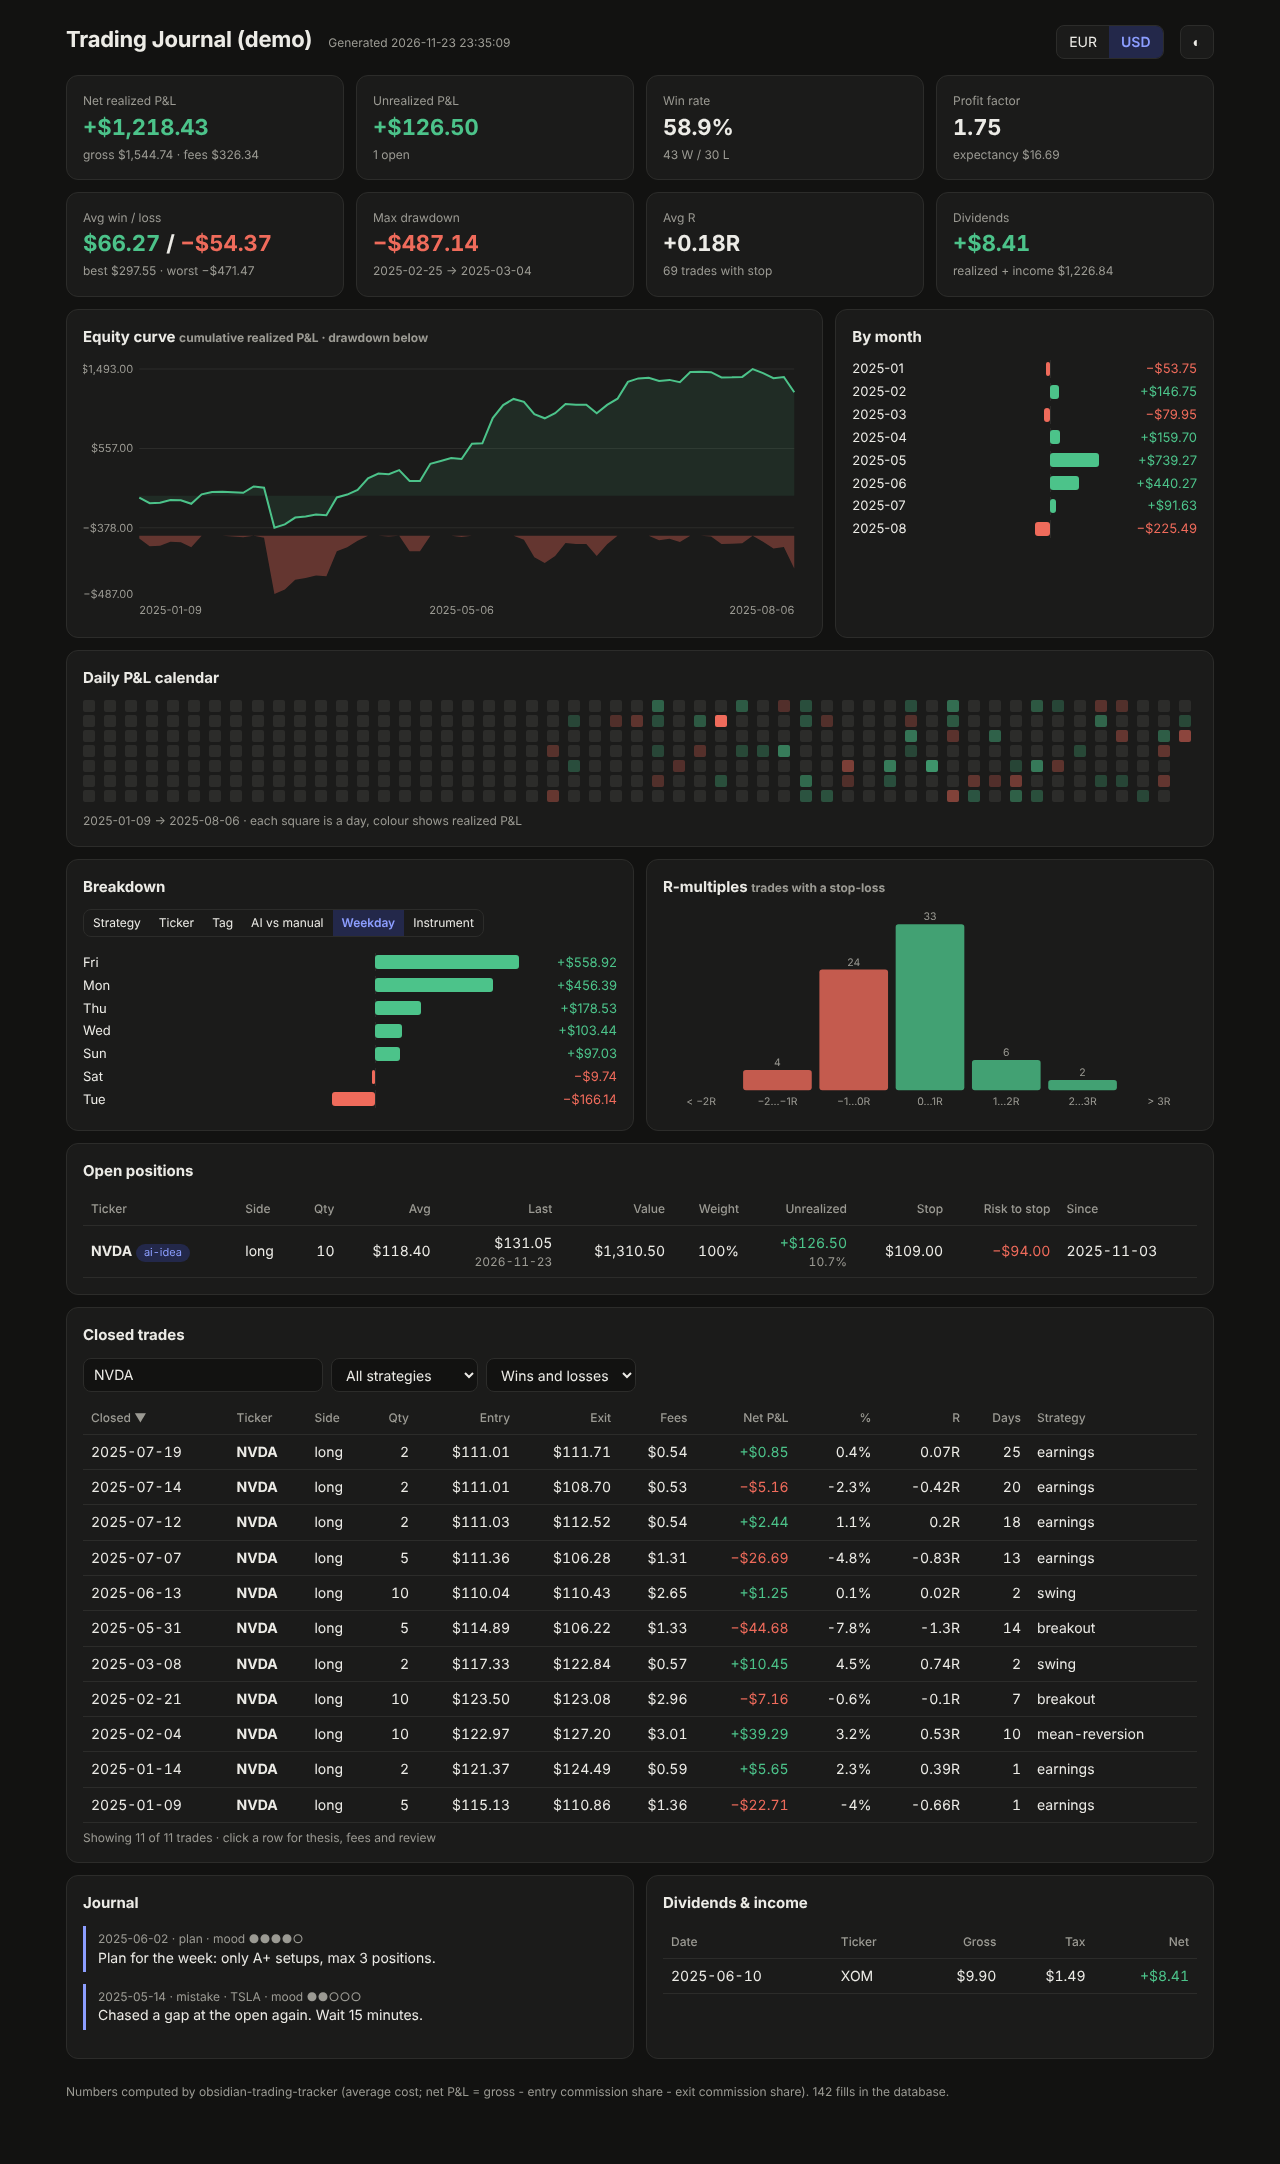 Trading Journal (demo) Generated 2026-11-23 23:35:09 EUR USD
Net realized P&L
+$1,218.43
gross $1,544.74 · fees $326.34
Unrealized P&L
+$126.50
1 open
Win rate
58.9%
43 W / 30 L
Profit factor
1.75
expectancy $16.69
Avg win / loss
$66.27 / −$54.37
best $297.55 · worst −$471.47
Max drawdown
−$487.14
2025-02-25 → 2025-03-04
Avg R
+0.18R
69 trades with stop
Dividends
+$8.41
realized + income $1,226.84
Equity curve cumulative realized P&L · drawdown below
$1,493.00
$557.00
−$378.00
−$487.00
2025-01-09 2025-05-06 2025-08-06
By month
2025-01 −$53.75
2025-02 +$146.75
2025-03 −$79.95
2025-04 +$159.70
2025-05 +$739.27
2025-06 +$440.27
2025-07 +$91.63
2025-08 −$225.49
Daily P&L calendar
2025-01-09 → 2025-08-06 · each square is a day, colour shows realized P&L
Breakdown
Strategy Ticker Tag AI vs manual Weekday Instrument
Fri +$558.92
Mon +$456.39
Thu +$178.53
Wed +$103.44
Sun +$97.03
Sat −$9.74
Tue −$166.14
R-multiples trades with a stop-loss
33
24
6
4
2
< −2R −2…−1R −1…0R 0…1R 1…2R 2…3R > 3R
Open positions
Ticker Side Qty Avg Last Value Weight Unrealized Stop Risk to stop Since
NVDA ai-idea long 10 $118.40 $131.05 $1,310.50 100% +$126.50 $109.00 −$94.00 2025-11-03
2026-11-23 10.7%
Closed trades
NVDA All strategies Wins and losses
Closed ▼ Ticker Side Qty Entry Exit Fees Net P&L % R Days Strategy
2025-07-19 NVDA long 2 $111.01 $111.71 $0.54 +$0.85 0.4% 0.07R 25 earnings
2025-07-14 NVDA long 2 $111.01 $108.70 $0.53 −$5.16 -2.3% -0.42R 20 earnings
2025-07-12 NVDA long 2 $111.03 $112.52 $0.54 +$2.44 1.1% 0.2R 18 earnings
2025-07-07 NVDA long 5 $111.36 $106.28 $1.31 −$26.69 -4.8% -0.83R 13 earnings
2025-06-13 NVDA long 10 $110.04 $110.43 $2.65 +$1.25 0.1% 0.02R 2 swing
2025-05-31 NVDA long 5 $114.89 $106.22 $1.33 −$44.68 -7.8% -1.3R 14 breakout
2025-03-08 NVDA long 2 $117.33 $122.84 $0.57 +$10.45 4.5% 0.74R 2 swing
2025-02-21 NVDA long 10 $123.50 $123.08 $2.96 −$7.16 -0.6% -0.1R 7 breakout
2025-02-04 NVDA long 10 $122.97 $127.20 $3.01 +$39.29 3.2% 0.53R 10 mean-reversion
2025-01-14 NVDA long 2 $121.37 $124.49 $0.59 +$5.65 2.3% 0.39R 1 earnings
2025-01-09 NVDA long 5 $115.13 $110.86 $1.36 −$22.71 -4% -0.66R 1 earnings
Showing 11 of 11 trades · click a row for thesis, fees and review
Journal
2025-06-02 · plan · mood ●●●●○
Plan for the week: only A+ setups, max 3 positions.
2025-05-14 · mistake · TSLA · mood ●●○○○
Chased a gap at the open again. Wait 15 minutes.
Dividends & income
Date Ticker Gross Tax Net
2025-06-10 XOM $9.90 $1.49 +$8.41
Numbers computed by obsidian-trading-tracker (average cost; net P&L = gross - entry commission share - exit commission share). 142 fills in the database.